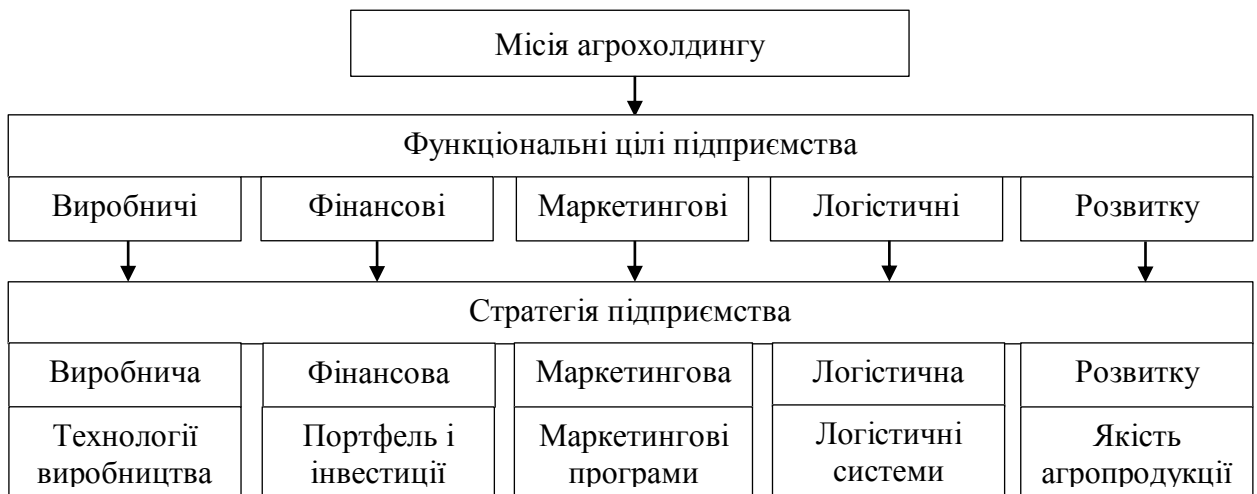 Місія агрохолдингу
Функціональні цілі підприємства
Виробничі Фінансові Маркетингові Логістичні Розвитку
Стратегія підприємства
Виробнича Фінансова Маркетингова Логістична Розвитку
Технології Портфель і Маркетингові Логістичні Якість
виробництва інвестиції програми системи агропродукції